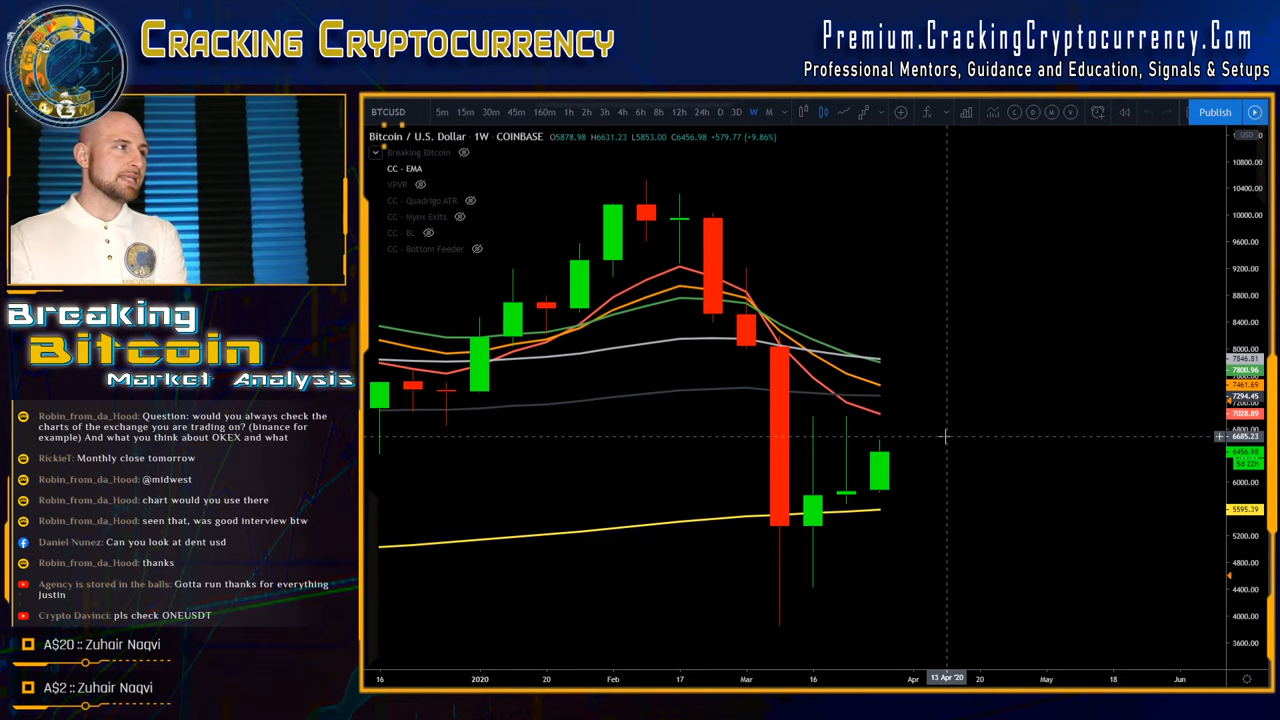 Cracking Cryptocurrency
Premium.CrackingCryptocurrency.Com
Professional Mentors, Guidance and Education, Signals & Setups
BTCUSD 5m 15m 30m 45m 160m 1h 2h 3h 4h 6h 8h 12h 24h D 3D W M Publish
Bitcoin / U.S. Dollar · 1W · COINBASE O5878.98 H6631.23 L5853.00 C6456.98 +579.77 (+9.86%)
USD
Breaking Bitcoin
CC - EMA
VPVR
CC - Quadrigo ATR
CC - Mynx Exits
CC - BL
CC - Bottom Feeder
10800.00
10400.00
10000.00
9600.00
9200.00
8800.00
8400.00
8000.00
7846.81
7800.96
7461.69
7294.45
7028.89
6685.23
6456.98
5d 22h
6000.00
5595.39
5200.00
4800.00
4400.00
4000.00
3600.00
16 2020 20 Feb 17 Mar 16 Apr 13 Apr '20 20 May 18 Jun
Breaking
Bitcoin
Market Analysis
Robin_from_da_Hood: Question: would you always check the
charts of the exchange you are trading on? (binance for
example) And what you think about OKEX and what
RickieT: Monthly close tomorrow
Robin_from_da_Hood: @midwest
Robin_from_da_Hood: chart would you use there
Robin_from_da_Hood: seen that, was good interview btw
Daniel Nunez: Can you look at dent usd
Robin_from_da_Hood: thanks
Agency is stored in the balls: Gotta run thanks for everything
Justin
Crypto Davinci: pls check ONEUSDT
A$20 :: Zuhair Naqvi
A$2 :: Zuhair Naqvi